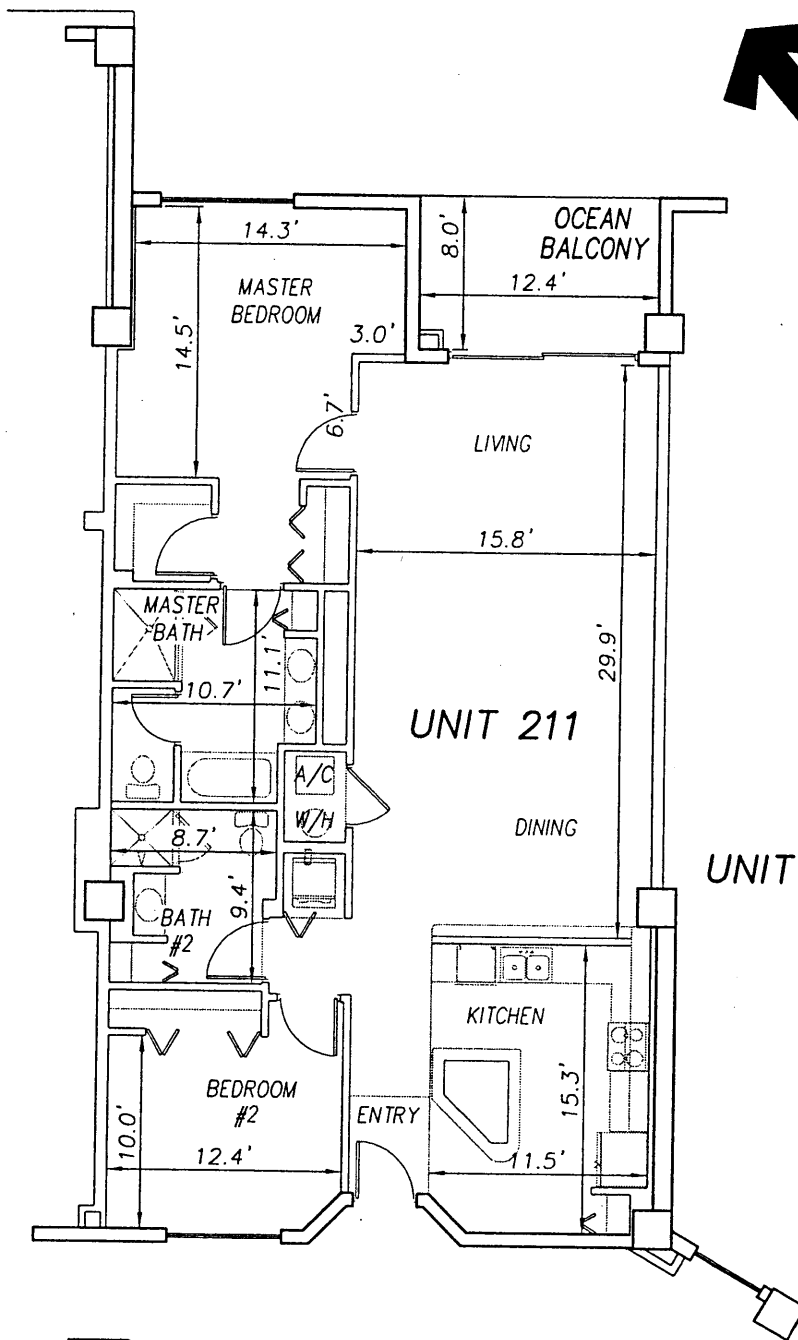 14.3'
8.0'
OCEAN
BALCONY
12.4'
MASTER
BEDROOM
14.5'
3.0'
6.7'
LIVING
15.8'
29.9'
MASTER
BATH
11.1'
10.7'
UNIT 211
A/C
W/H
DINING
8.7'
UNIT
9.4'
BATH
#2
KITCHEN
BEDROOM
#2
ENTRY
15.3'
10.0'
12.4'
11.5'